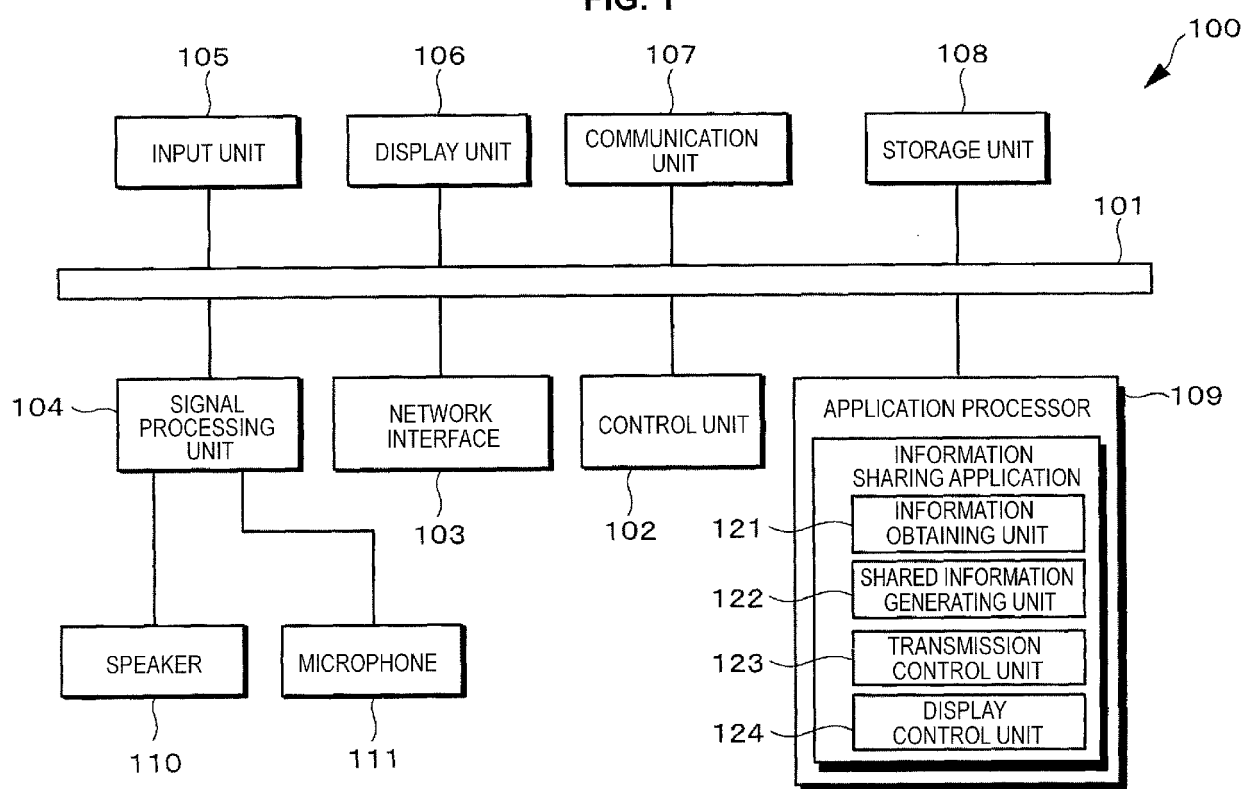 FIG. 1
100
105
106
107
108
INPUT UNIT
DISPLAY UNIT
COMMUNICATION
UNIT
STORAGE UNIT
101
104
SIGNAL
PROCESSING
UNIT
NETWORK
INTERFACE
103
CONTROL UNIT
102
APPLICATION PROCESSOR
109
INFORMATION
SHARING APPLICATION
121
INFORMATION
OBTAINING UNIT
122
SHARED INFORMATION
GENERATING UNIT
123
TRANSMISSION
CONTROL UNIT
124
DISPLAY
CONTROL UNIT
SPEAKER
110
MICROPHONE
111